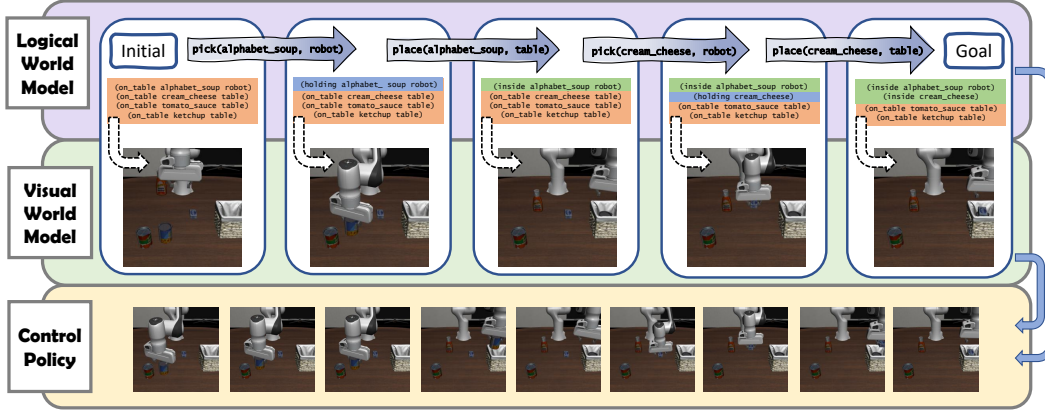 Logical
World
Model
Initial
pick(alphabet_soup, robot)
place(alphabet_soup, table)
pick(cream_cheese, robot)
place(cream_cheese, table)
Goal
(on_table alphabet_soup robot)
(on_table cream_cheese table)
(on_table tomato_sauce table)
(on_table ketchup table)
(holding alphabet_ soup robot)
(on_table cream_cheese table)
(on_table tomato_sauce table)
(on_table ketchup table)
(inside alphabet_soup robot)
(on_table cream_cheese table)
(on_table tomato_sauce table)
(on_table ketchup table)
(inside alphabet_soup robot)
(holding cream_cheese)
(on_table tomato_sauce table)
(on_table ketchup table)
(inside alphabet_soup robot)
(inside cream_cheese)
(on_table tomato_sauce table)
(on_table ketchup table)
Visual
World
Model
Control
Policy